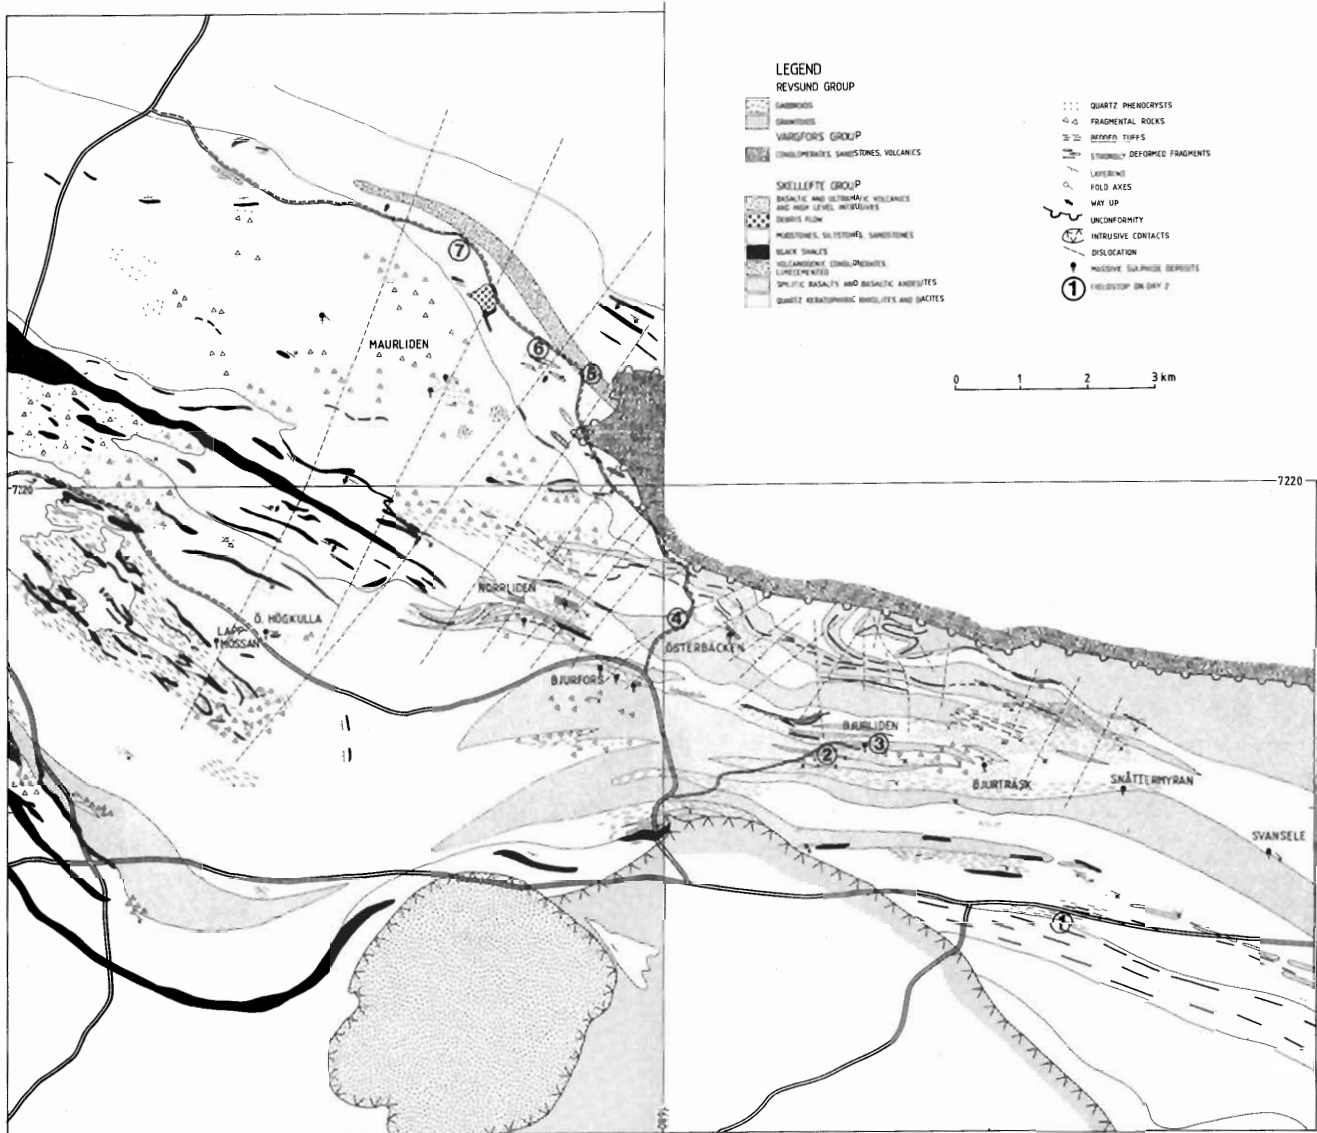 LEGEND
REVSUND GROUP
GABBROIDS
GRANITOIDS
VARGFORS GROUP
CONGLOMERATES, SANDSTONES, VOLCANICS
SKELLEFTE GROUP
BASALTIC AND ULTRAMAFIC VOLCANICS
AND HIGH LEVEL INTRUSIVES
DEBRIS FLOW
MUDSTONES, SILTSTONES, SANDSTONES
BLACK SHALES
VOLCANOGENIC CONGLOMERATES,
SPILITIC BASALTS AND BASALTIC ANDESITES
QUARTZ KERATOPHYRIC RHYOLITES AND DACITES
QUARTZ PHENOCRYSTS
FRAGMENTAL ROCKS
BEDDED TUFFS
STRONGLY DEFORMED FRAGMENTS
LAYERING
FOLD AXES
WAY UP
UNCONFORMITY
INTRUSIVE CONTACTS
DISLOCATION
MASSIVE SULPHIDE DEPOSITS
1 FIELDSTOP ON DAY 2
0 1 2 3 km
7
MAURLIDEN
6
5
7220
7220
NORRLIDEN
Ö. HÖGKULLA
LAPP-
MOSSAN
4
ÖSTERBÄCKEN
BJURFORS
BJURLIDEN
2
3
BJURTRÄSK
SNÅTTERMYRAN
SVANSELE
1